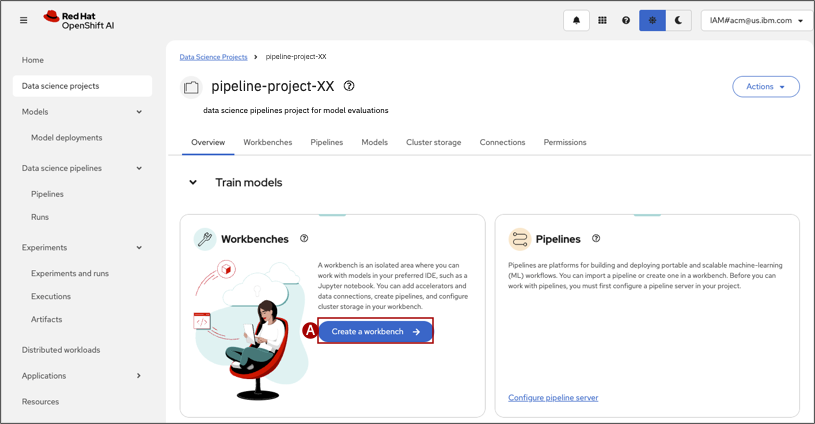 Red Hat
OpenShift AI
IAM#acm@us.ibm.com
Home
Data science projects
Models
Model deployments
Data science pipelines
Pipelines
Runs
Experiments
Experiments and runs
Executions
Artifacts
Distributed workloads
Applications
Resources
Data Science Projects > pipeline-project-XX
pipeline-project-XX
Actions
data science pipelines project for model evaluations
Overview Workbenches Pipelines Models Cluster storage Connections Permissions
Train models
Workbenches
A workbench is an isolated area where you can
work with models in your preferred IDE, such as a
Jupyter notebook. You can add accelerators and
data connections, create pipelines, and configure
cluster storage in your workbench.
A
Create a workbench
Pipelines
Pipelines are platforms for building and deploying portable and scalable machine-learning
(ML) workflows. You can import a pipeline or create one in a workbench. Before you can
work with pipelines, you must first configure a pipeline server in your project.
Configure pipeline server